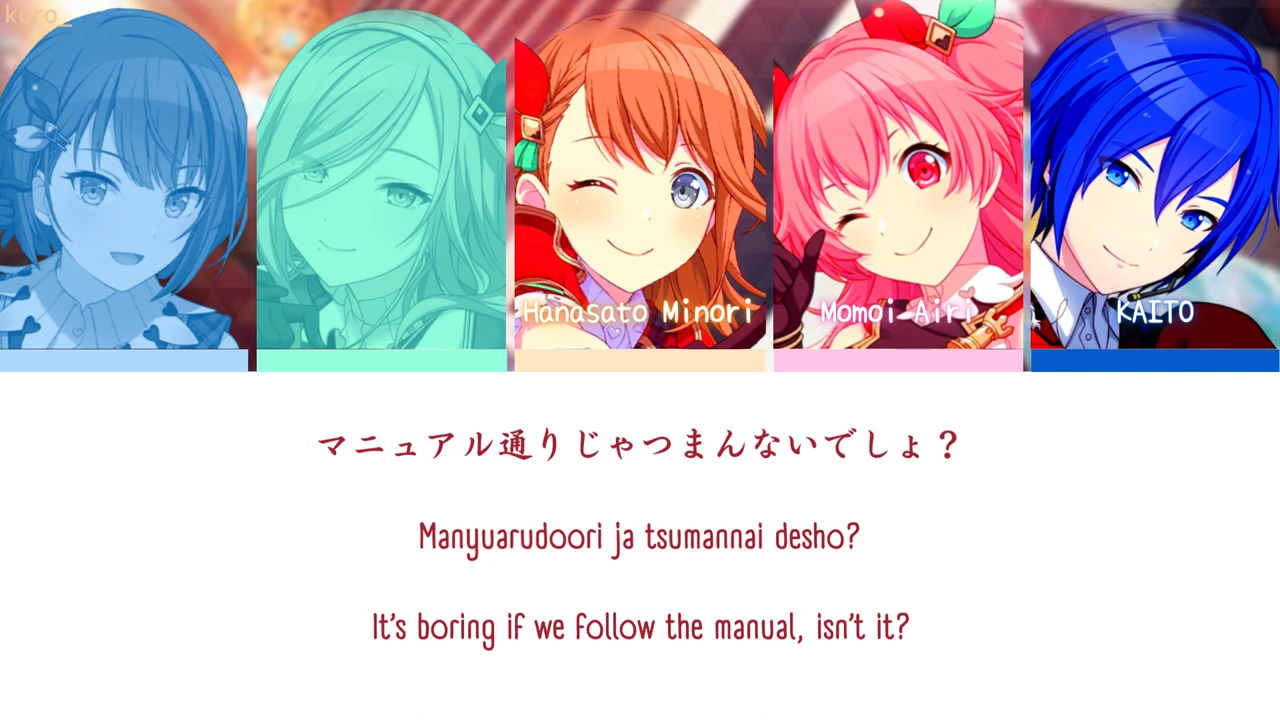 kuro_
Hanasato Minori
Momoi Airi
KAITO
マニュアル通りじゃつまんないでしょ？
Manyuarudoori ja tsumannai desho?
It's boring if we follow the manual, isn't it?